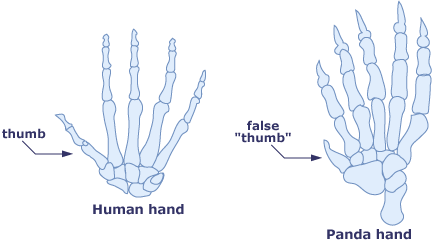 thumb
Human hand
false
"thumb"
Panda hand